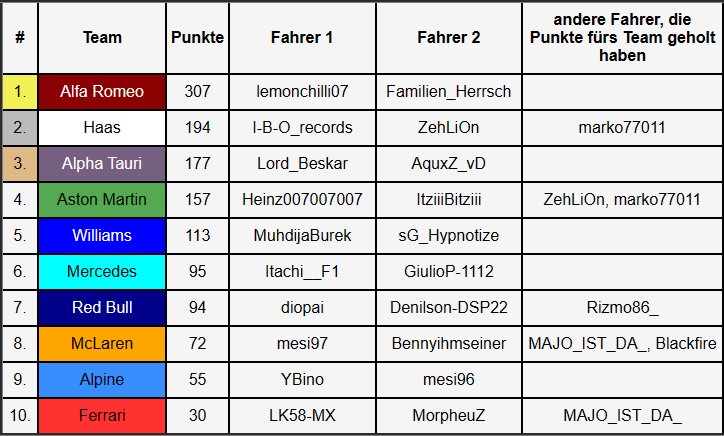 # Team Punkte Fahrer 1 Fahrer 2 andere Fahrer, die
Punkte fürs Team geholt
haben
1. Alfa Romeo 307 lemonchilli07 Familien_Herrsch
2. Haas 194 I-B-O_records ZehLiOn marko77011
3. Alpha Tauri 177 Lord_Beskar AquxZ_vD
4. Aston Martin 157 Heinz007007007 ItziiiBitziii ZehLiOn, marko77011
5. Williams 113 MuhdijaBurek sG_Hypnotize
6. Mercedes 95 Itachi__F1 GiulioP-1112
7. Red Bull 94 diopai Denilson-DSP22 Rizmo86_
8. McLaren 72 mesi97 Bennyihmseiner MAJO_IST_DA_, Blackfire
9. Alpine 55 YBino mesi96
10. Ferrari 30 LK58-MX MorpheuZ MAJO_IST_DA_